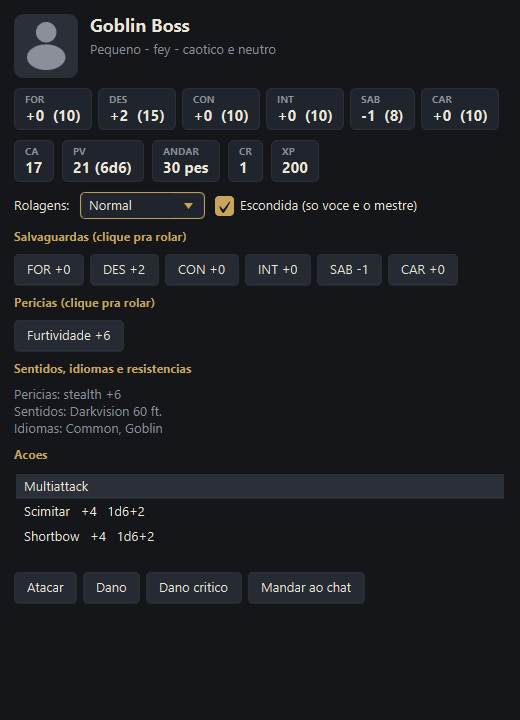 Goblin Boss
Pequeno - fey - caotico e neutro
FOR DES CON INT SAB CAR
+0 (10) +2 (15) +0 (10) +0 (10) -1 (8) +0 (10)
CA PV ANDAR CR XP
17 21 (6d6) 30 pes 1 200
Rolagens: Normal Escondida (so voce e o mestre)
Salvaguardas (clique pra rolar)
FOR +0 DES +2 CON +0 INT +0 SAB -1 CAR +0
Pericias (clique pra rolar)
Furtividade +6
Sentidos, idiomas e resistencias
Pericias: stealth +6
Sentidos: Darkvision 60 ft.
Idiomas: Common, Goblin
Acoes
Multiattack
Scimitar +4 1d6+2
Shortbow +4 1d6+2
Atacar Dano Dano critico Mandar ao chat